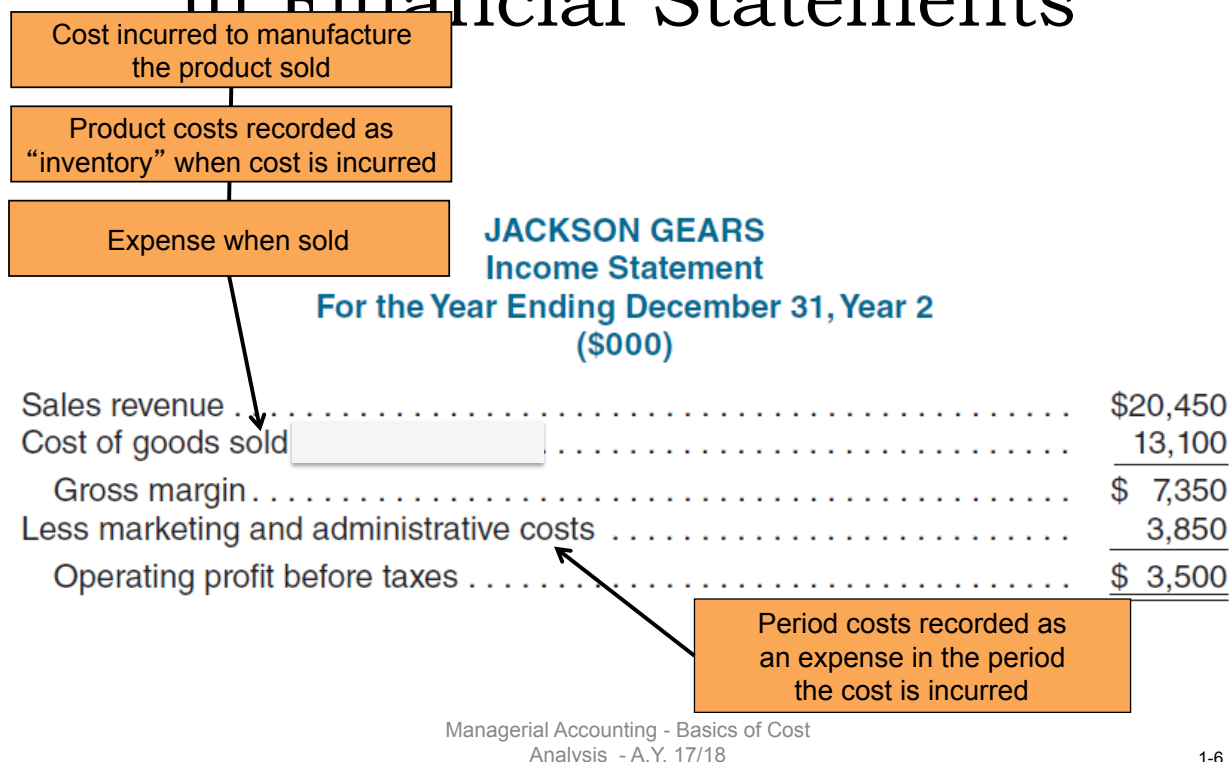 in Financial Statements
Cost incurred to manufacture
the product sold
Product costs recorded as
“inventory” when cost is incurred
Expense when sold
JACKSON GEARS
Income Statement
For the Year Ending December 31, Year 2
($000)
Sales revenue . . . . . . . . . . . . . . . . . . . . . . . . . . . . . . . . . . . . . . . . $20,450
Cost of goods sold . . . . . . . . . . . . . . . . . . . . . . . . . 13,100
Gross margin . . . . . . . . . . . . . . . . . . . . . . . . . . . . . . . . . . . . . . . $ 7,350
Less marketing and administrative costs . . . . . . . . . . . . . . . . . . . . . . 3,850
Operating profit before taxes . . . . . . . . . . . . . . . . . . . . . . . . . . . . . $ 3,500
Period costs recorded as
an expense in the period
the cost is incurred
Managerial Accounting - Basics of Cost
Analysis - A.Y. 17/18
1-6